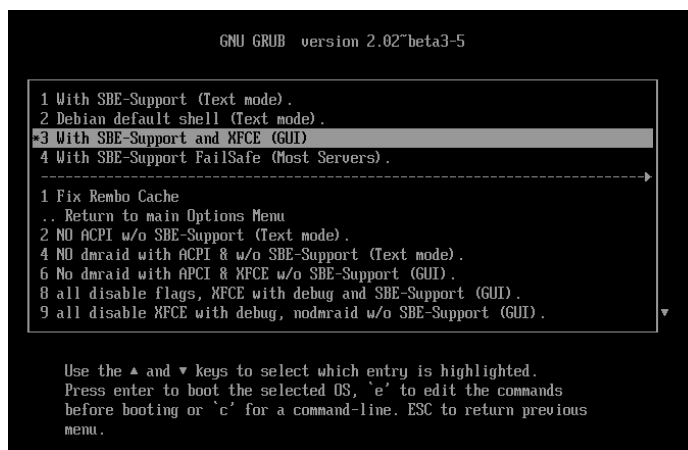 GNU GRUB version 2.02~beta3-5
1 With SBE-Support (Text mode).
2 Debian default shell (Text mode).
*3 With SBE-Support and XFCE (GUI)
4 With SBE-Support FailSafe (Most Servers).
-------------------------------------------------------------------------------
1 Fix Rembo Cache
.. Return to main Options Menu
2 NO ACPI w/o SBE-Support (Text mode).
4 NO dmraid with ACPI & w/o SBE-Support (Text mode).
6 No dmraid with APCI & XFCE w/o SBE-Support (GUI).
8 all disable flags, XFCE with debug and SBE-Support (GUI).
9 all disable XFCE with debug, nodmraid w/o SBE-Support (GUI).
Use the ▲ and ▼ keys to select which entry is highlighted.
Press enter to boot the selected OS, `e' to edit the commands
before booting or `c' for a command-line. ESC to return previous
menu.